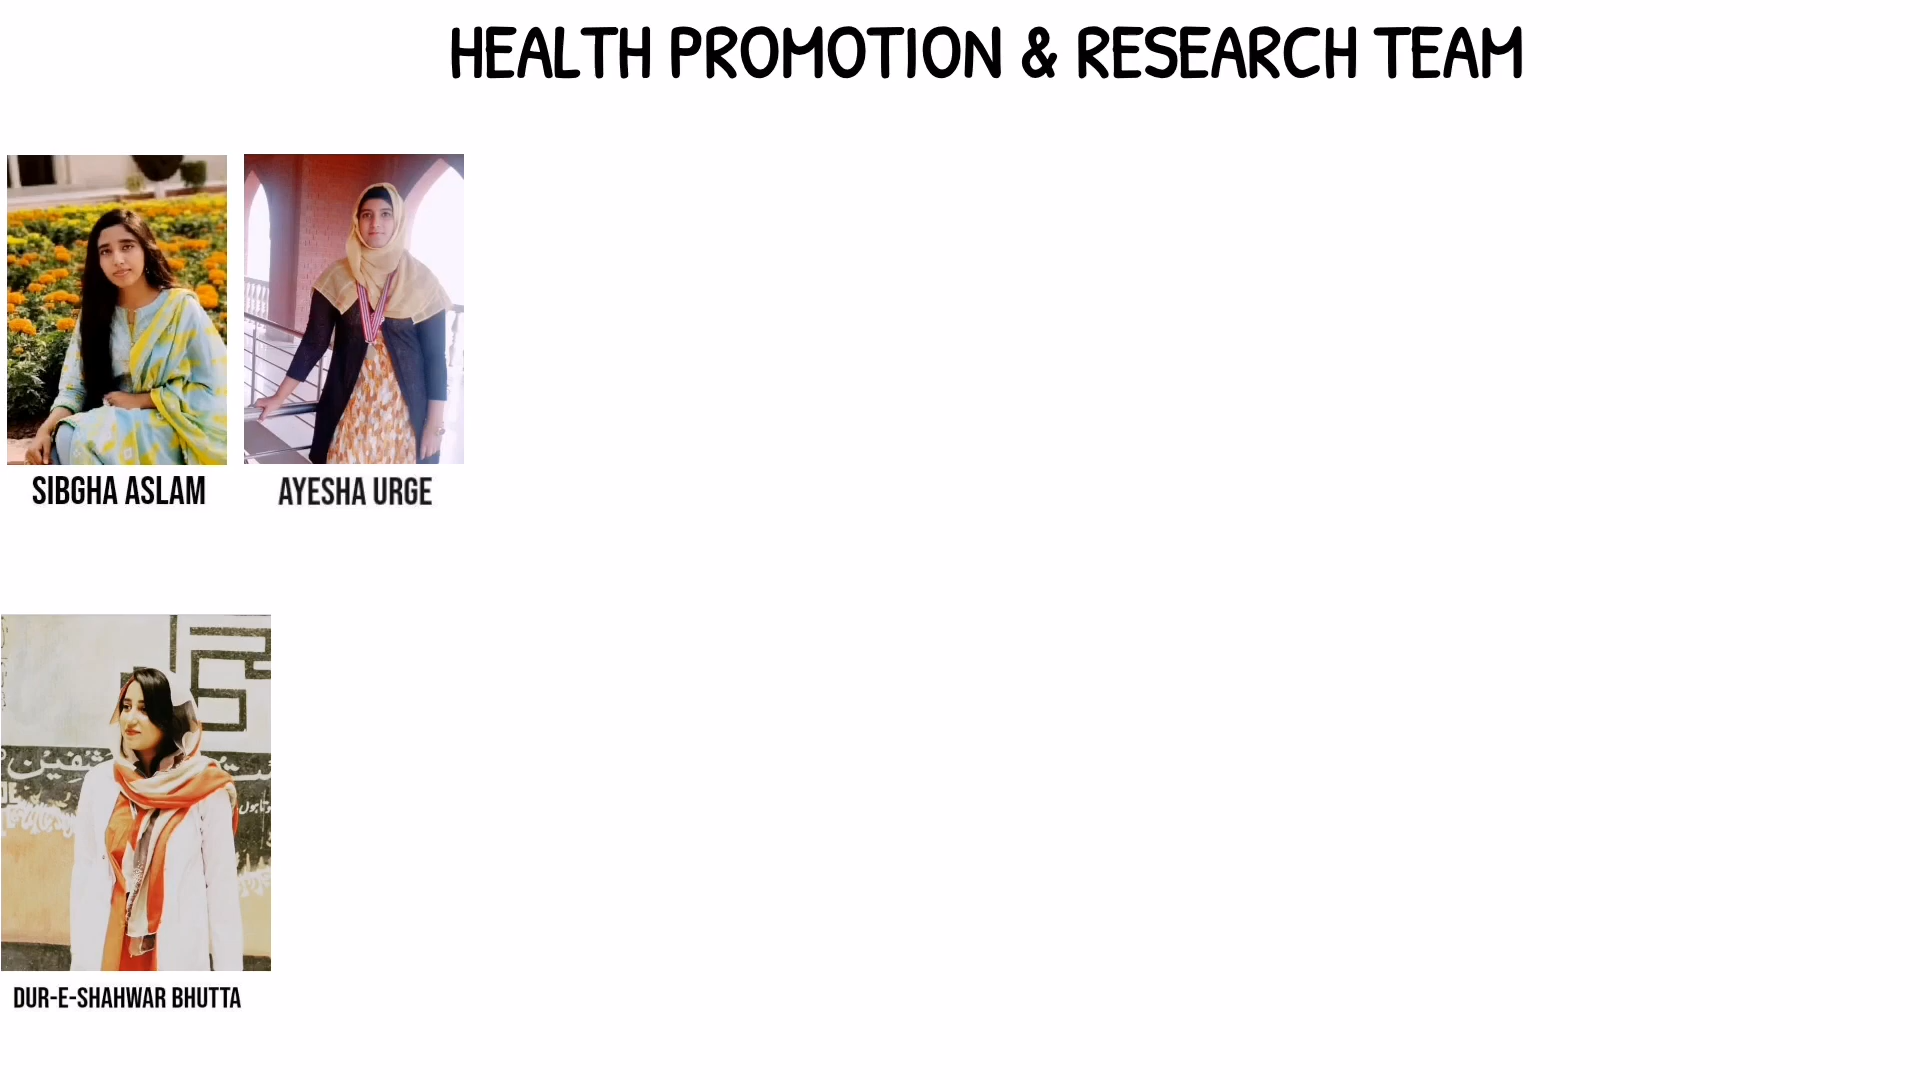 HEALTH PROMOTION & RESEARCH TEAM
SIBGHA ASLAM
AYESHA URGE
DUR-E-SHAHWAR BHUTTA